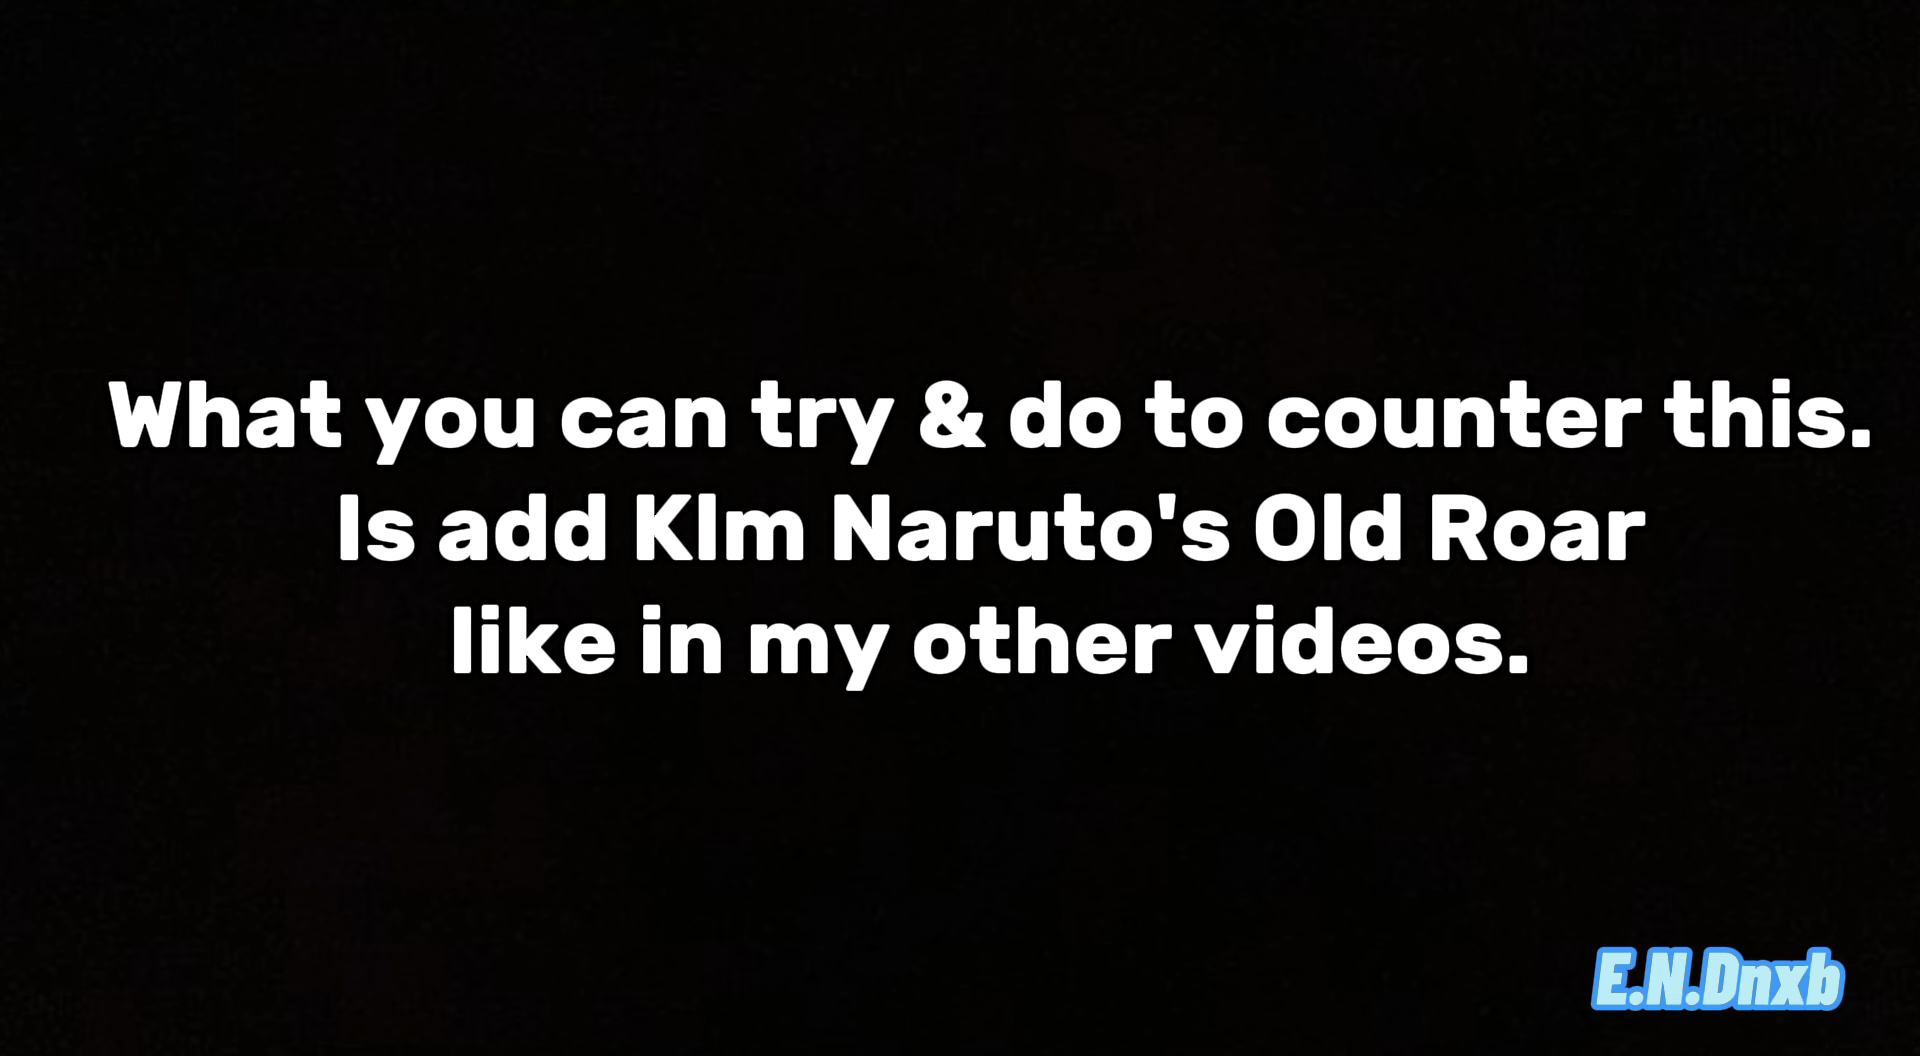 What you can try & do to counter this.
Is add KIm Naruto's Old Roar
like in my other videos.
E.N.Dnxb